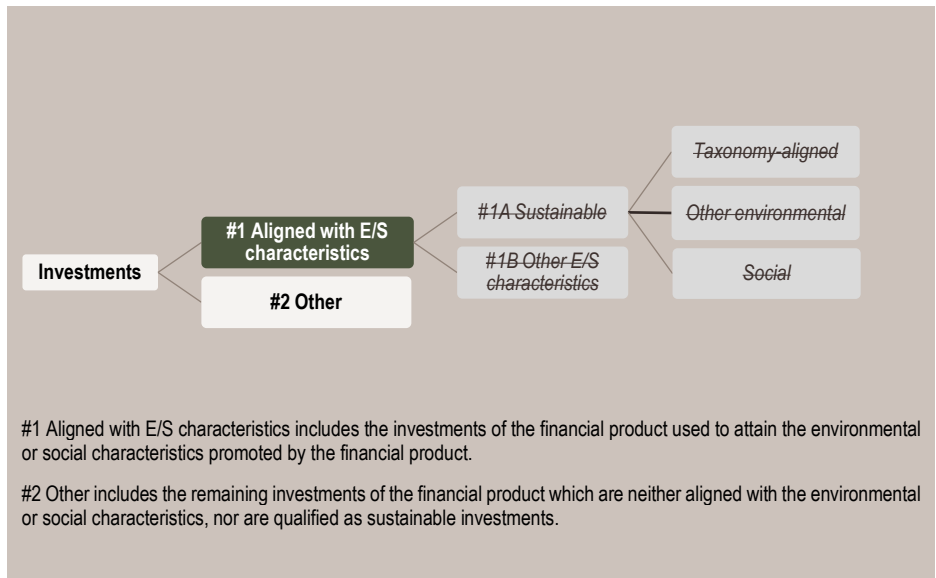 Taxonomy-aligned
#1A Sustainable
Other environmental
#1 Aligned with E/S
characteristics
#1B Other E/S
characteristics
Social
Investments
#2 Other
#1 Aligned with E/S characteristics includes the investments of the financial product used to attain the environmental
or social characteristics promoted by the financial product.
#2 Other includes the remaining investments of the financial product which are neither aligned with the environmental
or social characteristics, nor are qualified as sustainable investments.